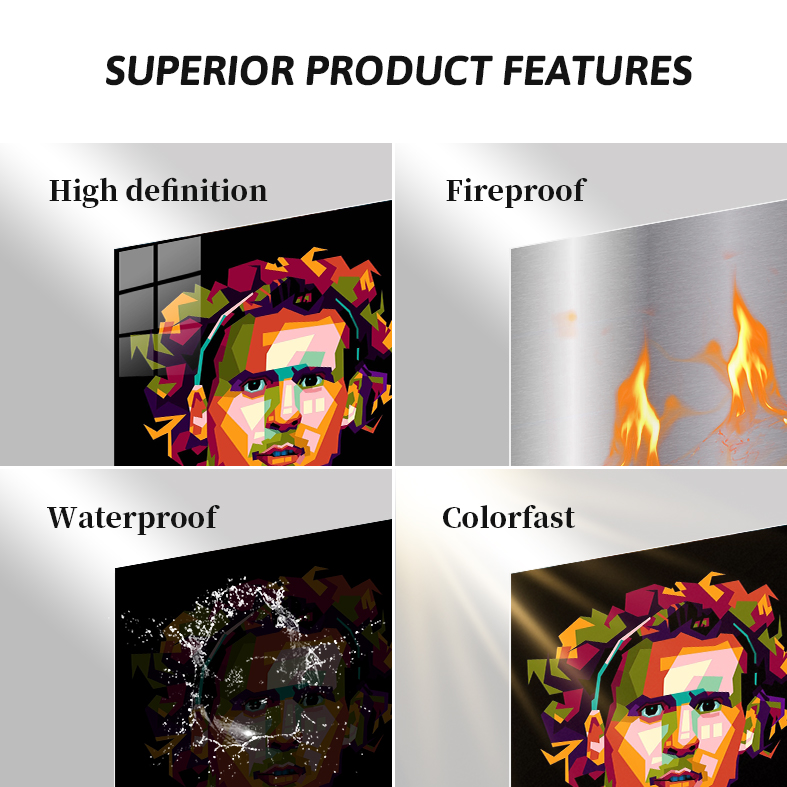 SUPERIOR PRODUCT FEATURES
High definition
Fireproof
Waterproof
Colorfast